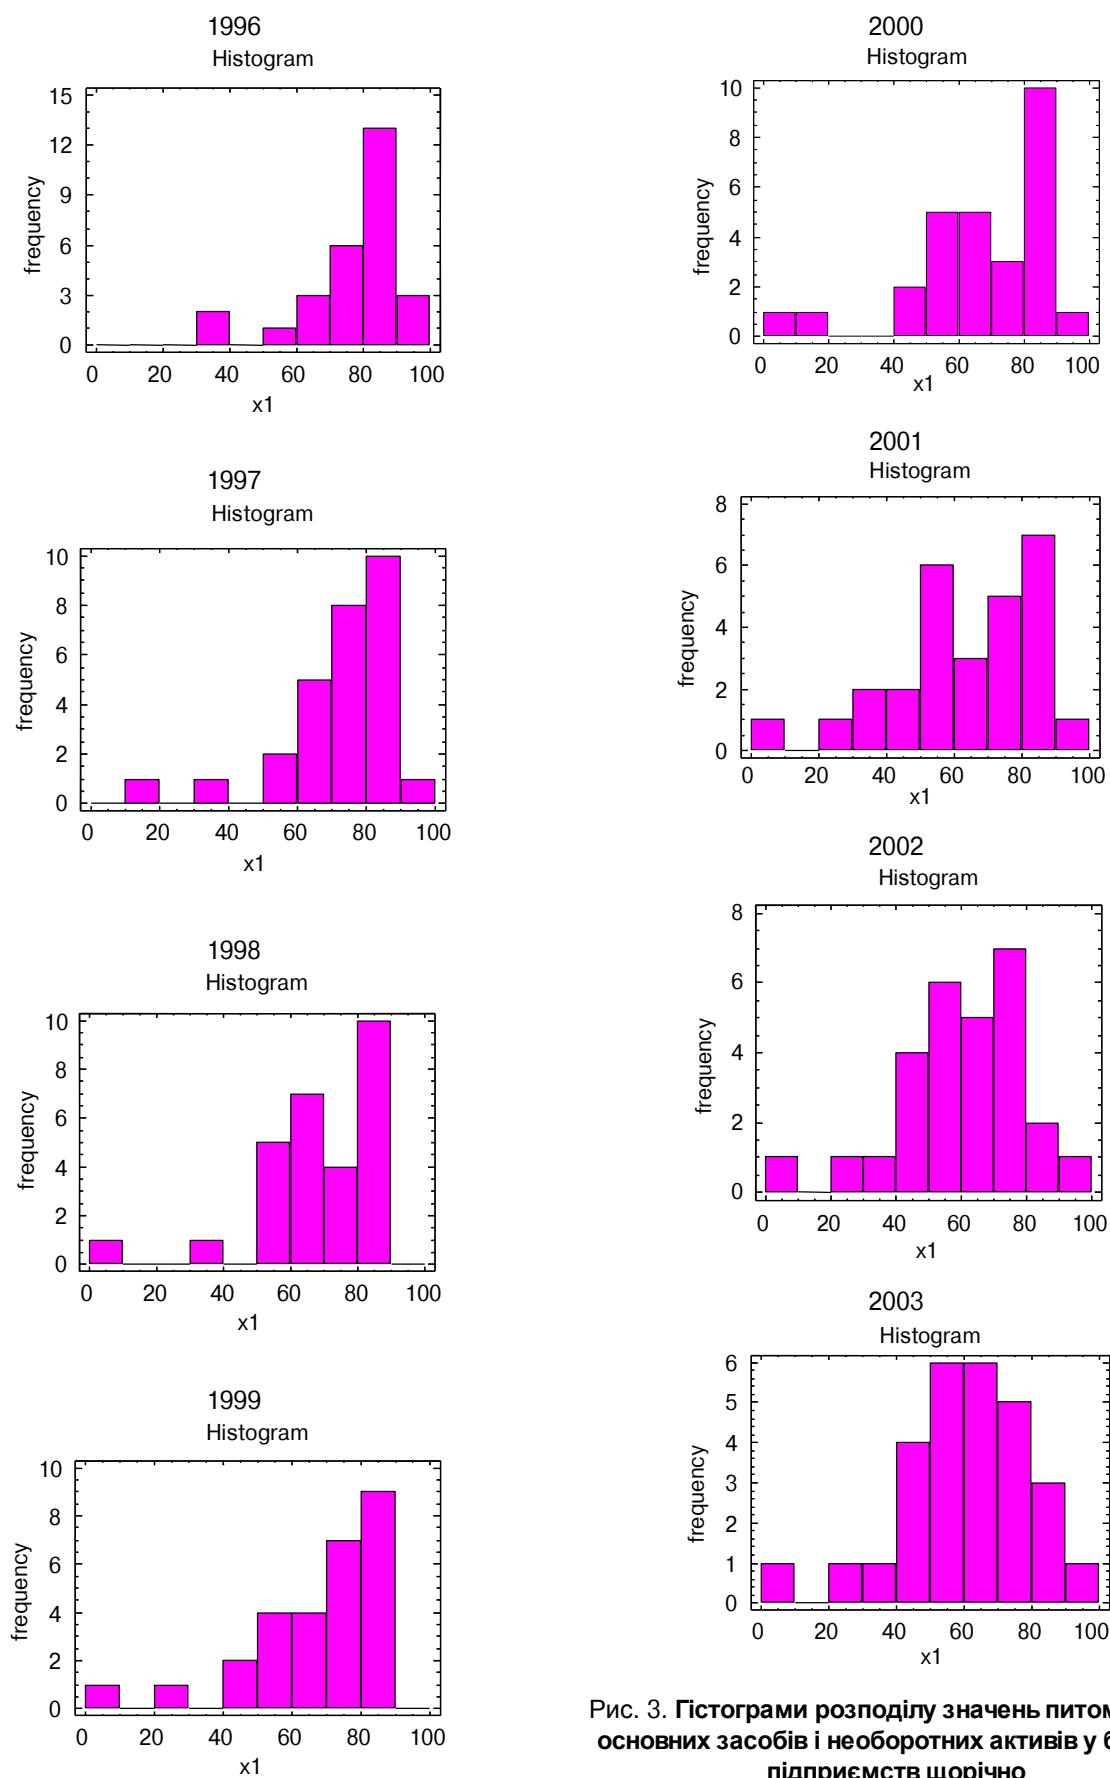 1996
Histogram
15
12
9
6
3
0
frequency
0 20 40 60 80 100
x1
1997
Histogram
10
8
6
4
2
0
frequency
0 20 40 60 80 100
x1
1998
Histogram
10
8
6
4
2
0
frequency
0 20 40 60 80 100
x1
1999
Histogram
10
8
6
4
2
0
frequency
0 20 40 60 80 100
x1
2000
Histogram
10
8
6
4
2
0
frequency
0 20 40 60 80 100
x1
2001
Histogram
8
6
4
2
0
frequency
0 20 40 60 80 100
x1
2002
Histogram
8
6
4
2
0
frequency
0 20 40 60 80 100
x1
2003
Histogram
6
5
4
3
2
1
0
frequency
0 20 40 60 80 100
x1
Рис. 3. Гістограми розподілу значень
основних засобів і необоротних активів у
підприємств щорічно